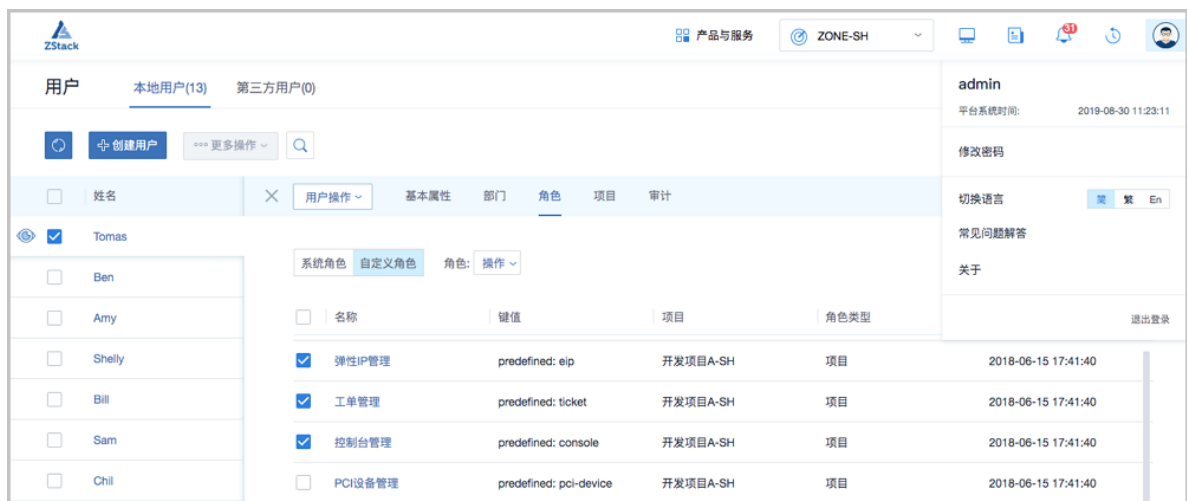 ZStack
产品与服务 ZONE-SH 31
用户 本地用户(13) 第三方用户(0)
admin
平台系统时间: 2019-08-30 11:23:11
创建用户 更多操作
修改密码
姓名 用户操作 基本属性 部门 角色 项目 审计
切换语言 简 繁 En
Tomas
常见问题解答
系统角色 自定义角色 角色: 操作
关于
Ben
名称 键值 项目 角色类型
退出登录
Amy
Shelly 弹性IP管理 predefined: eip 开发项目A-SH 项目 2018-06-15 17:41:40
Bill 工单管理 predefined: ticket 开发项目A-SH 项目 2018-06-15 17:41:40
Sam 控制台管理 predefined: console 开发项目A-SH 项目 2018-06-15 17:41:40
Chil PCI设备管理 predefined: pci-device 开发项目A-SH 项目 2018-06-15 17:41:40